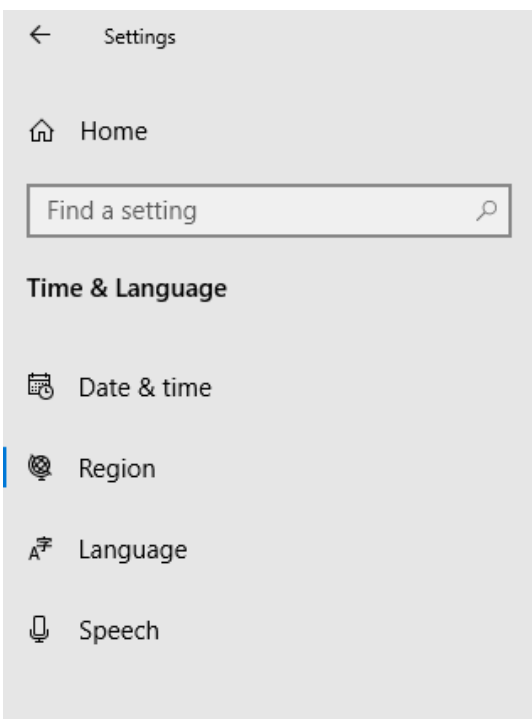 Settings
Home
Find a setting
Time & Language
Date & time
Region
Language
Speech